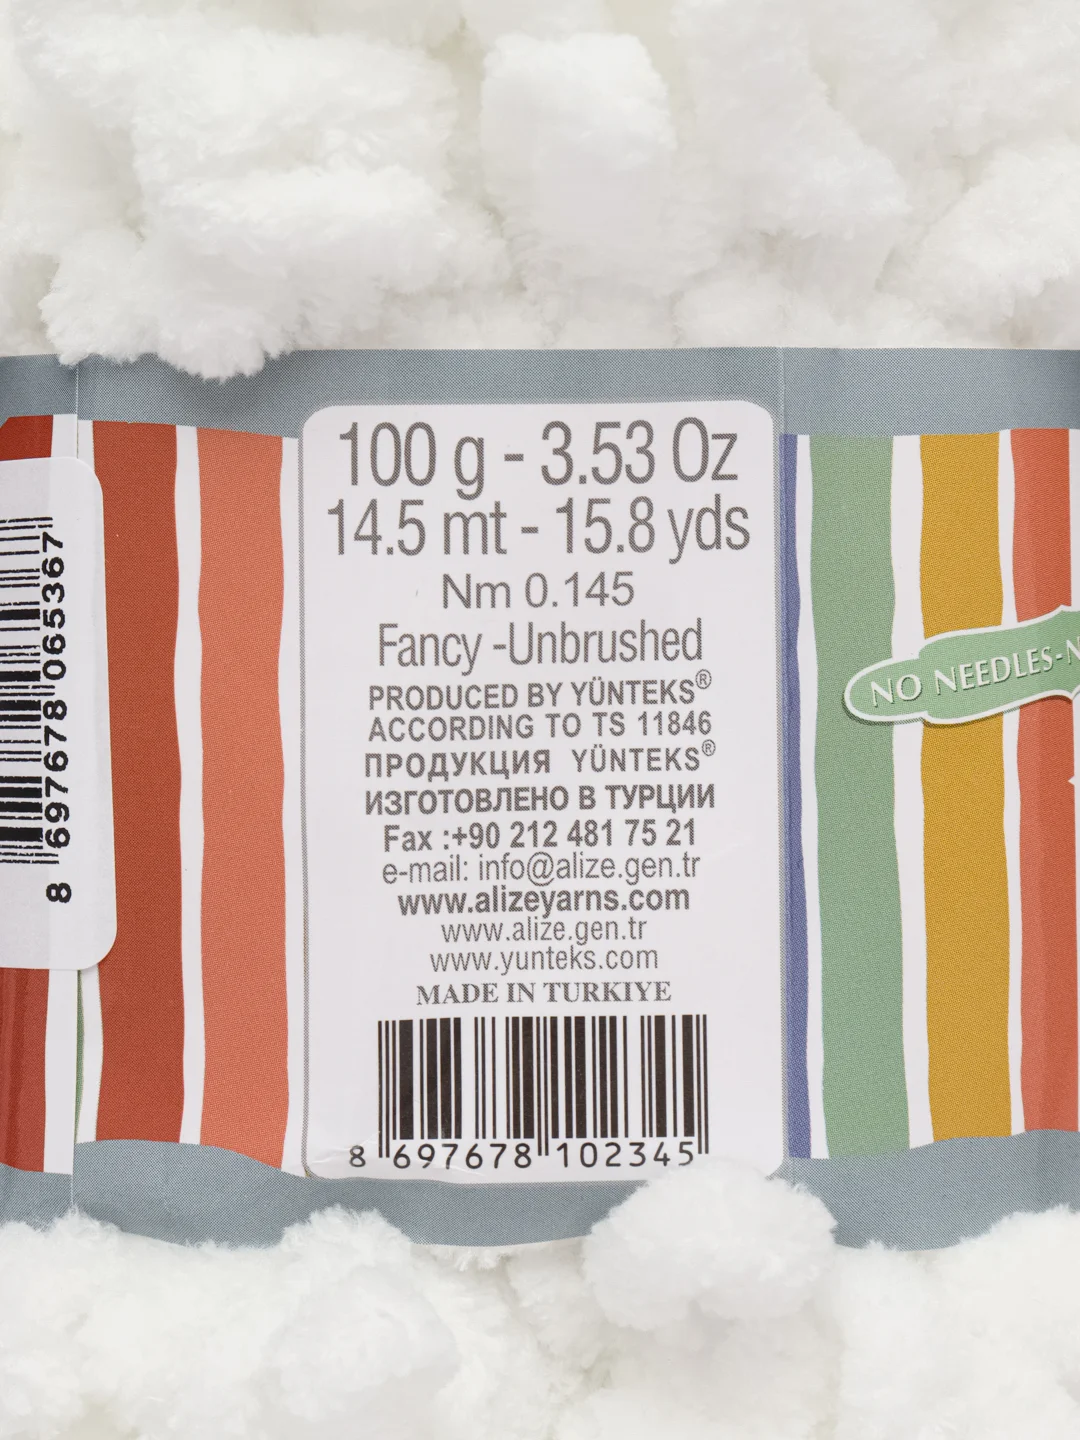 100 g - 3.53 Oz
14.5 mt - 15.8 yds
Nm 0.145
Fancy -Unbrushed
PRODUCED BY YÜNTEKS®
ACCORDING TO TS 11846
ПРОДУКЦИЯ YÜNTEKS®
ИЗГОТОВЛЕНО В ТУРЦИИ
Fax :+90 212 481 75 21
e-mail: info@alize.gen.tr
www.alizeyarns.com
www.alize.gen.tr
www.yunteks.com
MADE IN TURKIYE
8 697678 102345
8 697678 065367
NO NEEDLES-N